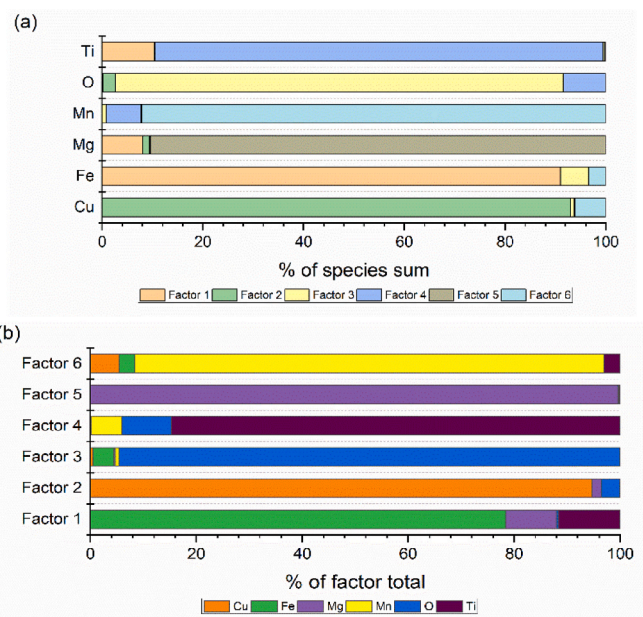 (a)
Ti
O
Mn
Mg
Fe
Cu
0 20 40 60 80 100
% of species sum
Factor 1 Factor 2 Factor 3 Factor 4 Factor 5 Factor 6
b)
Factor 6
Factor 5
Factor 4
Factor 3
Factor 2
Factor 1
0 20 40 60 80 100
% of factor total
Cu Fe Mg Mn O Ti